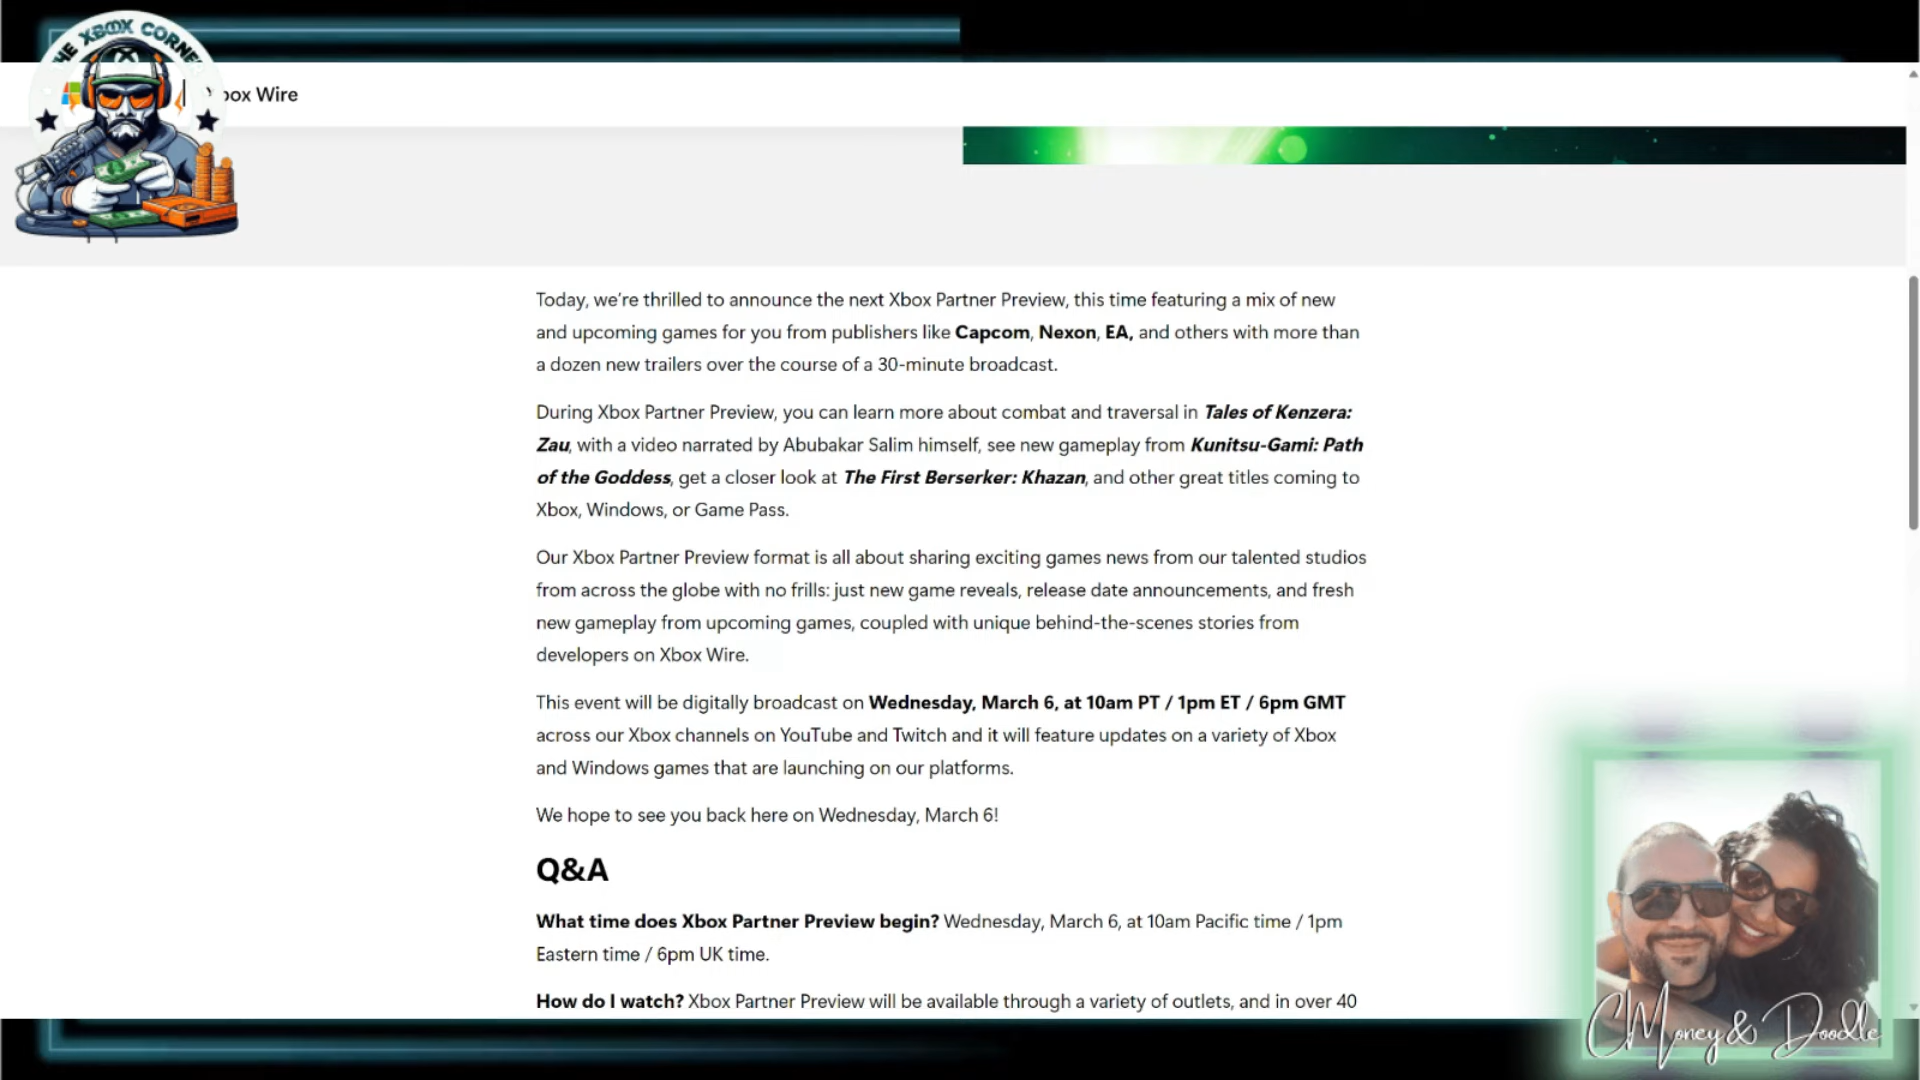 THE XBOX CORNER
box Wire
Today, we’re thrilled to announce the next Xbox Partner Preview, this time featuring a mix of new
and upcoming games for you from publishers like Capcom, Nexon, EA, and others with more than
a dozen new trailers over the course of a 30-minute broadcast.
During Xbox Partner Preview, you can learn more about combat and traversal in Tales of Kenzera:
Zau, with a video narrated by Abubakar Salim himself, see new gameplay from Kunitsu-Gami: Path
of the Goddess, get a closer look at The First Berserker: Khazan, and other great titles coming to
Xbox, Windows, or Game Pass.
Our Xbox Partner Preview format is all about sharing exciting games news from our talented studios
from across the globe with no frills: just new game reveals, release date announcements, and fresh
new gameplay from upcoming games, coupled with unique behind-the-scenes stories from
developers on Xbox Wire.
This event will be digitally broadcast on Wednesday, March 6, at 10am PT / 1pm ET / 6pm GMT
across our Xbox channels on YouTube and Twitch and it will feature updates on a variety of Xbox
and Windows games that are launching on our platforms.
We hope to see you back here on Wednesday, March 6!
Q&A
What time does Xbox Partner Preview begin? Wednesday, March 6, at 10am Pacific time / 1pm
Eastern time / 6pm UK time.
How do I watch? Xbox Partner Preview will be available through a variety of outlets, and in over 40
CMoney & Doodle